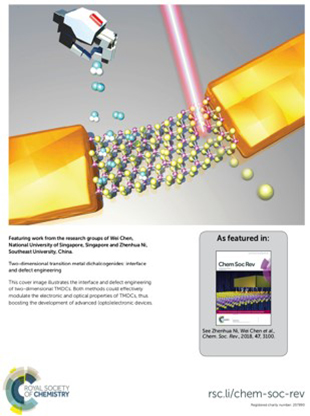 Featuring work from the research groups of Wei Chen,
National University of Singapore, Singapore and Zhenhua Ni,
Southeast University, China.
Two-dimensional transition metal dichalcogenides: interface
and defect engineering
This cover image illustrates the interface and defect engineering
of two-dimensional TMDCs. Both methods could effectively
modulate the electronic and optical properties of TMDCs, thus
boosting the development of advanced (opto)electronic devices.
As featured in:
Chem Soc Rev
See Zhenhua Ni, Wei Chen et al.,
Chem. Soc. Rev., 2018, 47, 3100.
ROYAL SOCIETY
OF CHEMISTRY
rsc.li/chem-soc-rev
Registered charity number: 207890